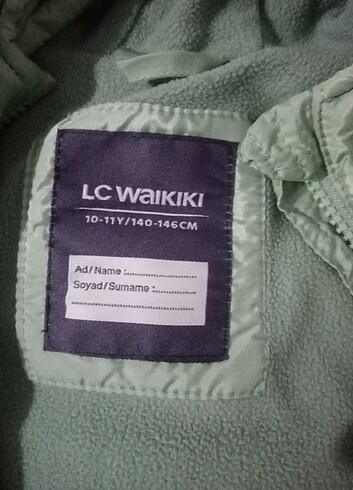 LC WAIKIKI
10-11Y/140-146CM
Ad/Name :....................
Soyad/Surname :.............
..............................